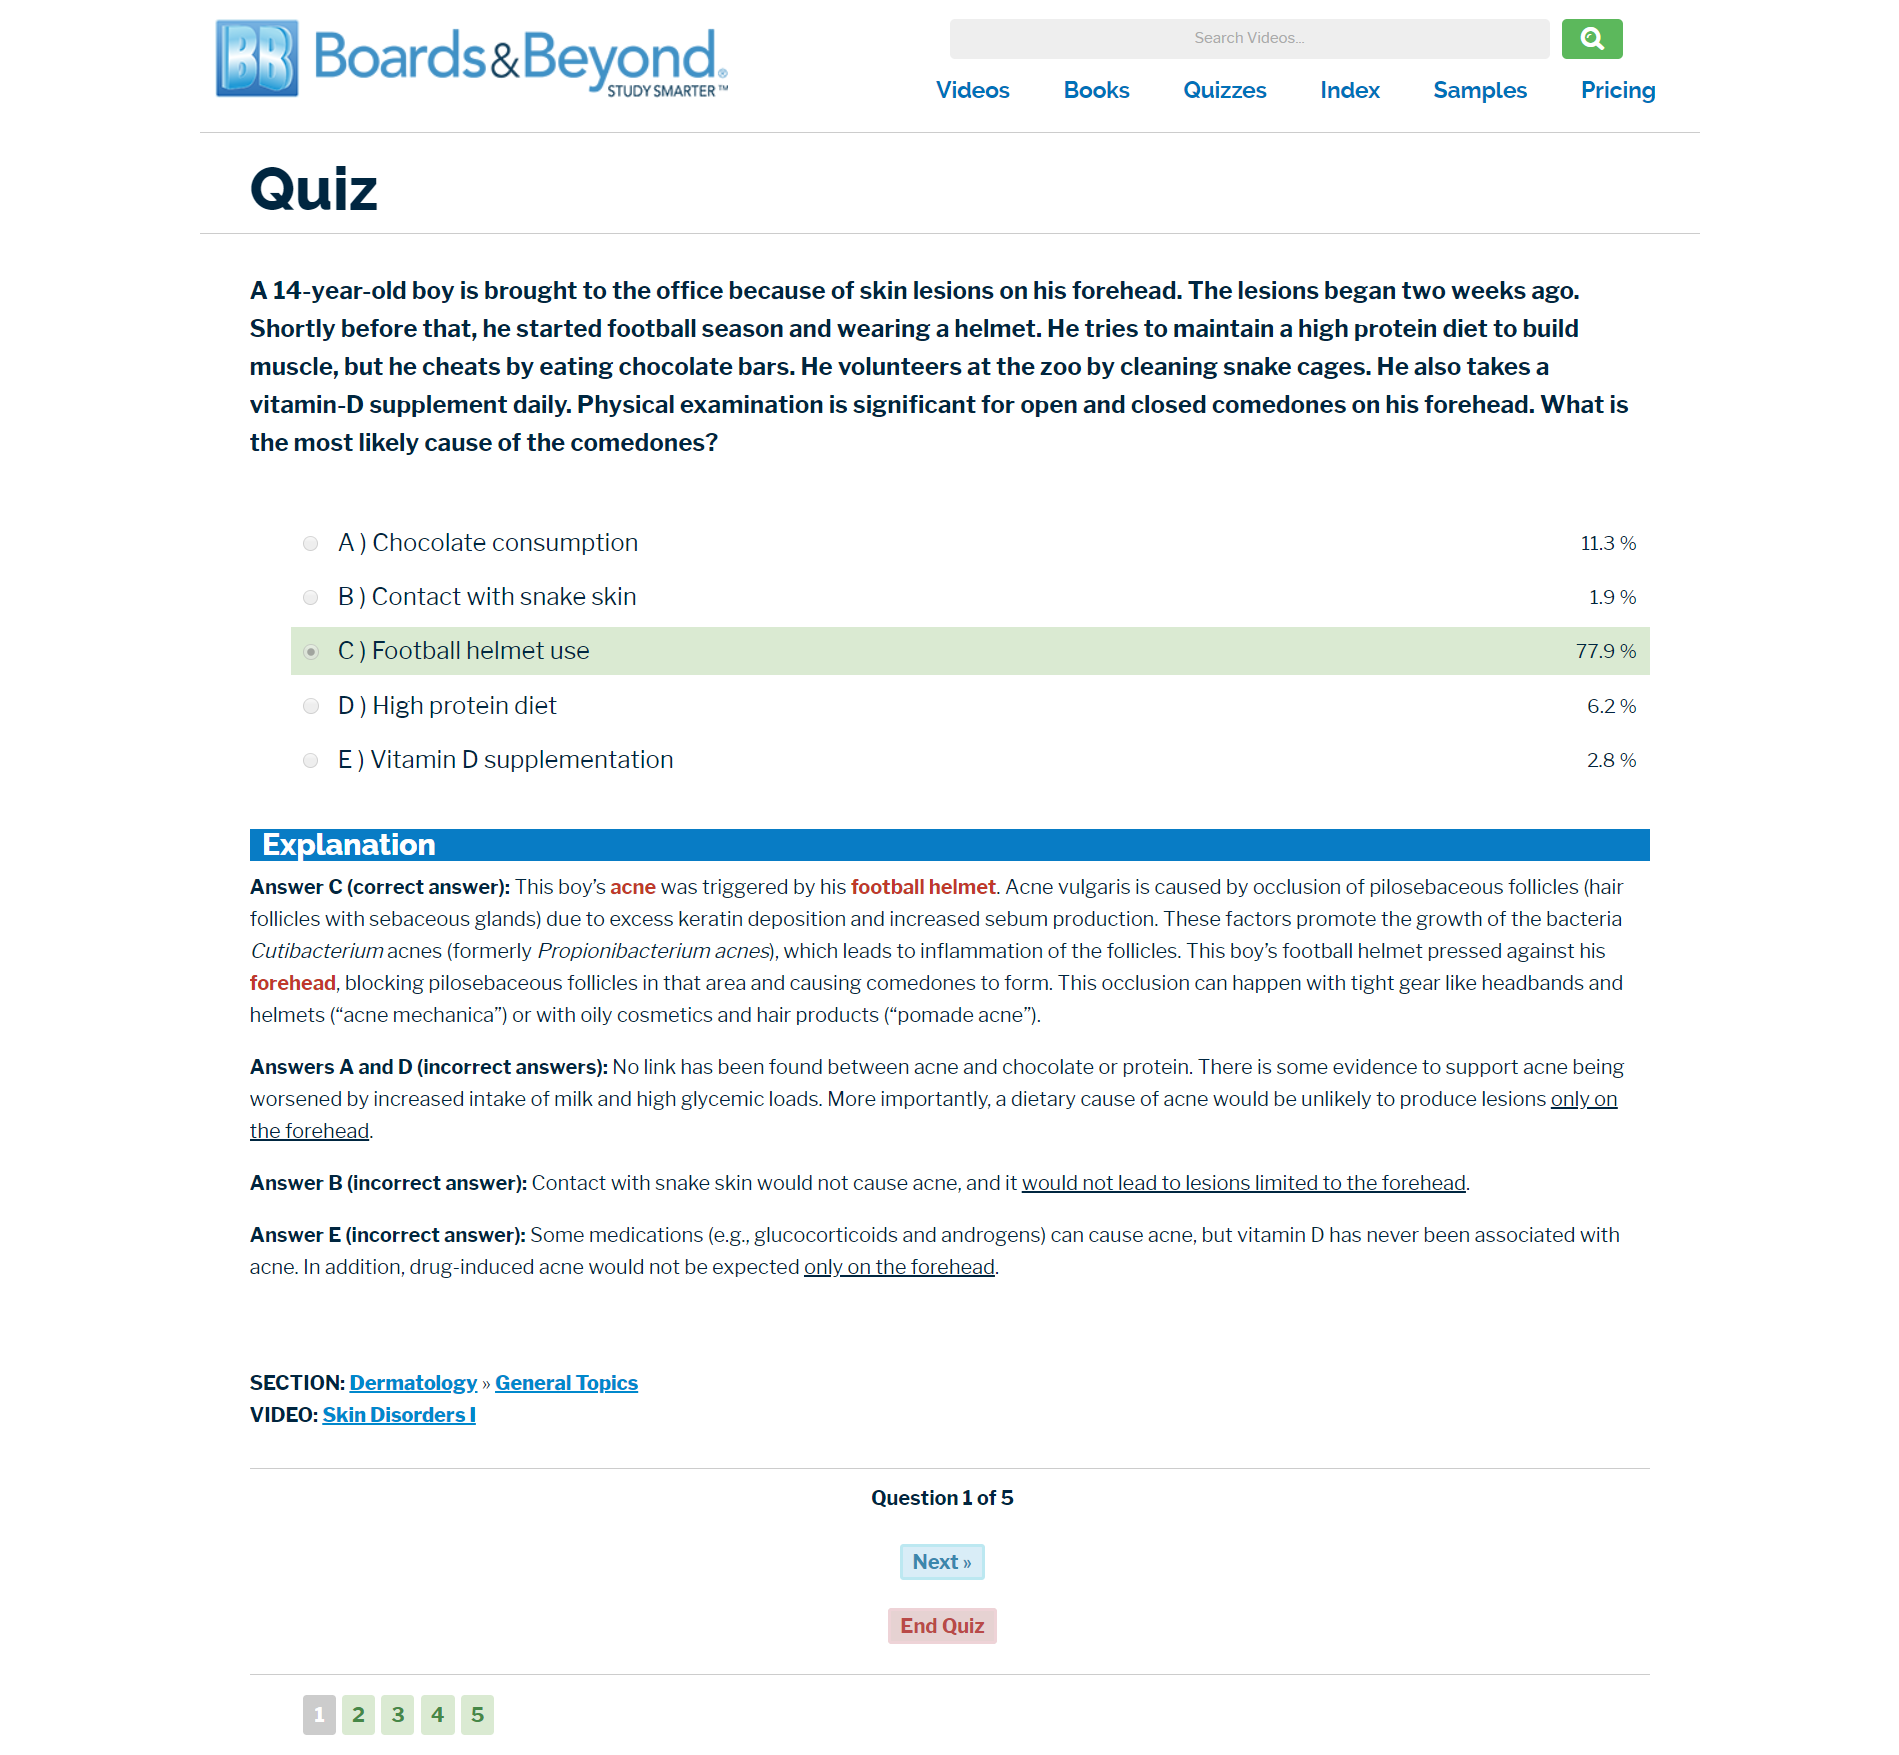 BB Boards&Beyond®
STUDY SMARTER™
Search Videos...
Videos Books Quizzes Index Samples Pricing
Quiz
A 14-year-old boy is brought to the office because of skin lesions on his forehead. The lesions began two weeks ago.
Shortly before that, he started football season and wearing a helmet. He tries to maintain a high protein diet to build
muscle, but he cheats by eating chocolate bars. He volunteers at the zoo by cleaning snake cages. He also takes a
vitamin-D supplement daily. Physical examination is significant for open and closed comedones on his forehead. What is
the most likely cause of the comedones?
A ) Chocolate consumption 11.3 %
B ) Contact with snake skin 1.9 %
C ) Football helmet use 77.9 %
D ) High protein diet 6.2 %
E ) Vitamin D supplementation 2.8 %
Explanation
Answer C (correct answer): This boy’s acne was triggered by his football helmet. Acne vulgaris is caused by occlusion of pilosebaceous follicles (hair
follicles with sebaceous glands) due to excess keratin deposition and increased sebum production. These factors promote the growth of the bacteria
Cutibacterium acnes (formerly Propionibacterium acnes), which leads to inflammation of the follicles. This boy’s football helmet pressed against his
forehead, blocking pilosebaceous follicles in that area and causing comedones to form. This occlusion can happen with tight gear like headbands and
helmets (“acne mechanica”) or with oily cosmetics and hair products (“pomade acne”).
Answers A and D (incorrect answers): No link has been found between acne and chocolate or protein. There is some evidence to support acne being
worsened by increased intake of milk and high glycemic loads. More importantly, a dietary cause of acne would be unlikely to produce lesions only on
the forehead.
Answer B (incorrect answer): Contact with snake skin would not cause acne, and it would not lead to lesions limited to the forehead.
Answer E (incorrect answer): Some medications (e.g., glucocorticoids and androgens) can cause acne, but vitamin D has never been associated with
acne. In addition, drug-induced acne would not be expected only on the forehead.
SECTION: Dermatology » General Topics
VIDEO: Skin Disorders I
Question 1 of 5
Next »
End Quiz
1 2 3 4 5